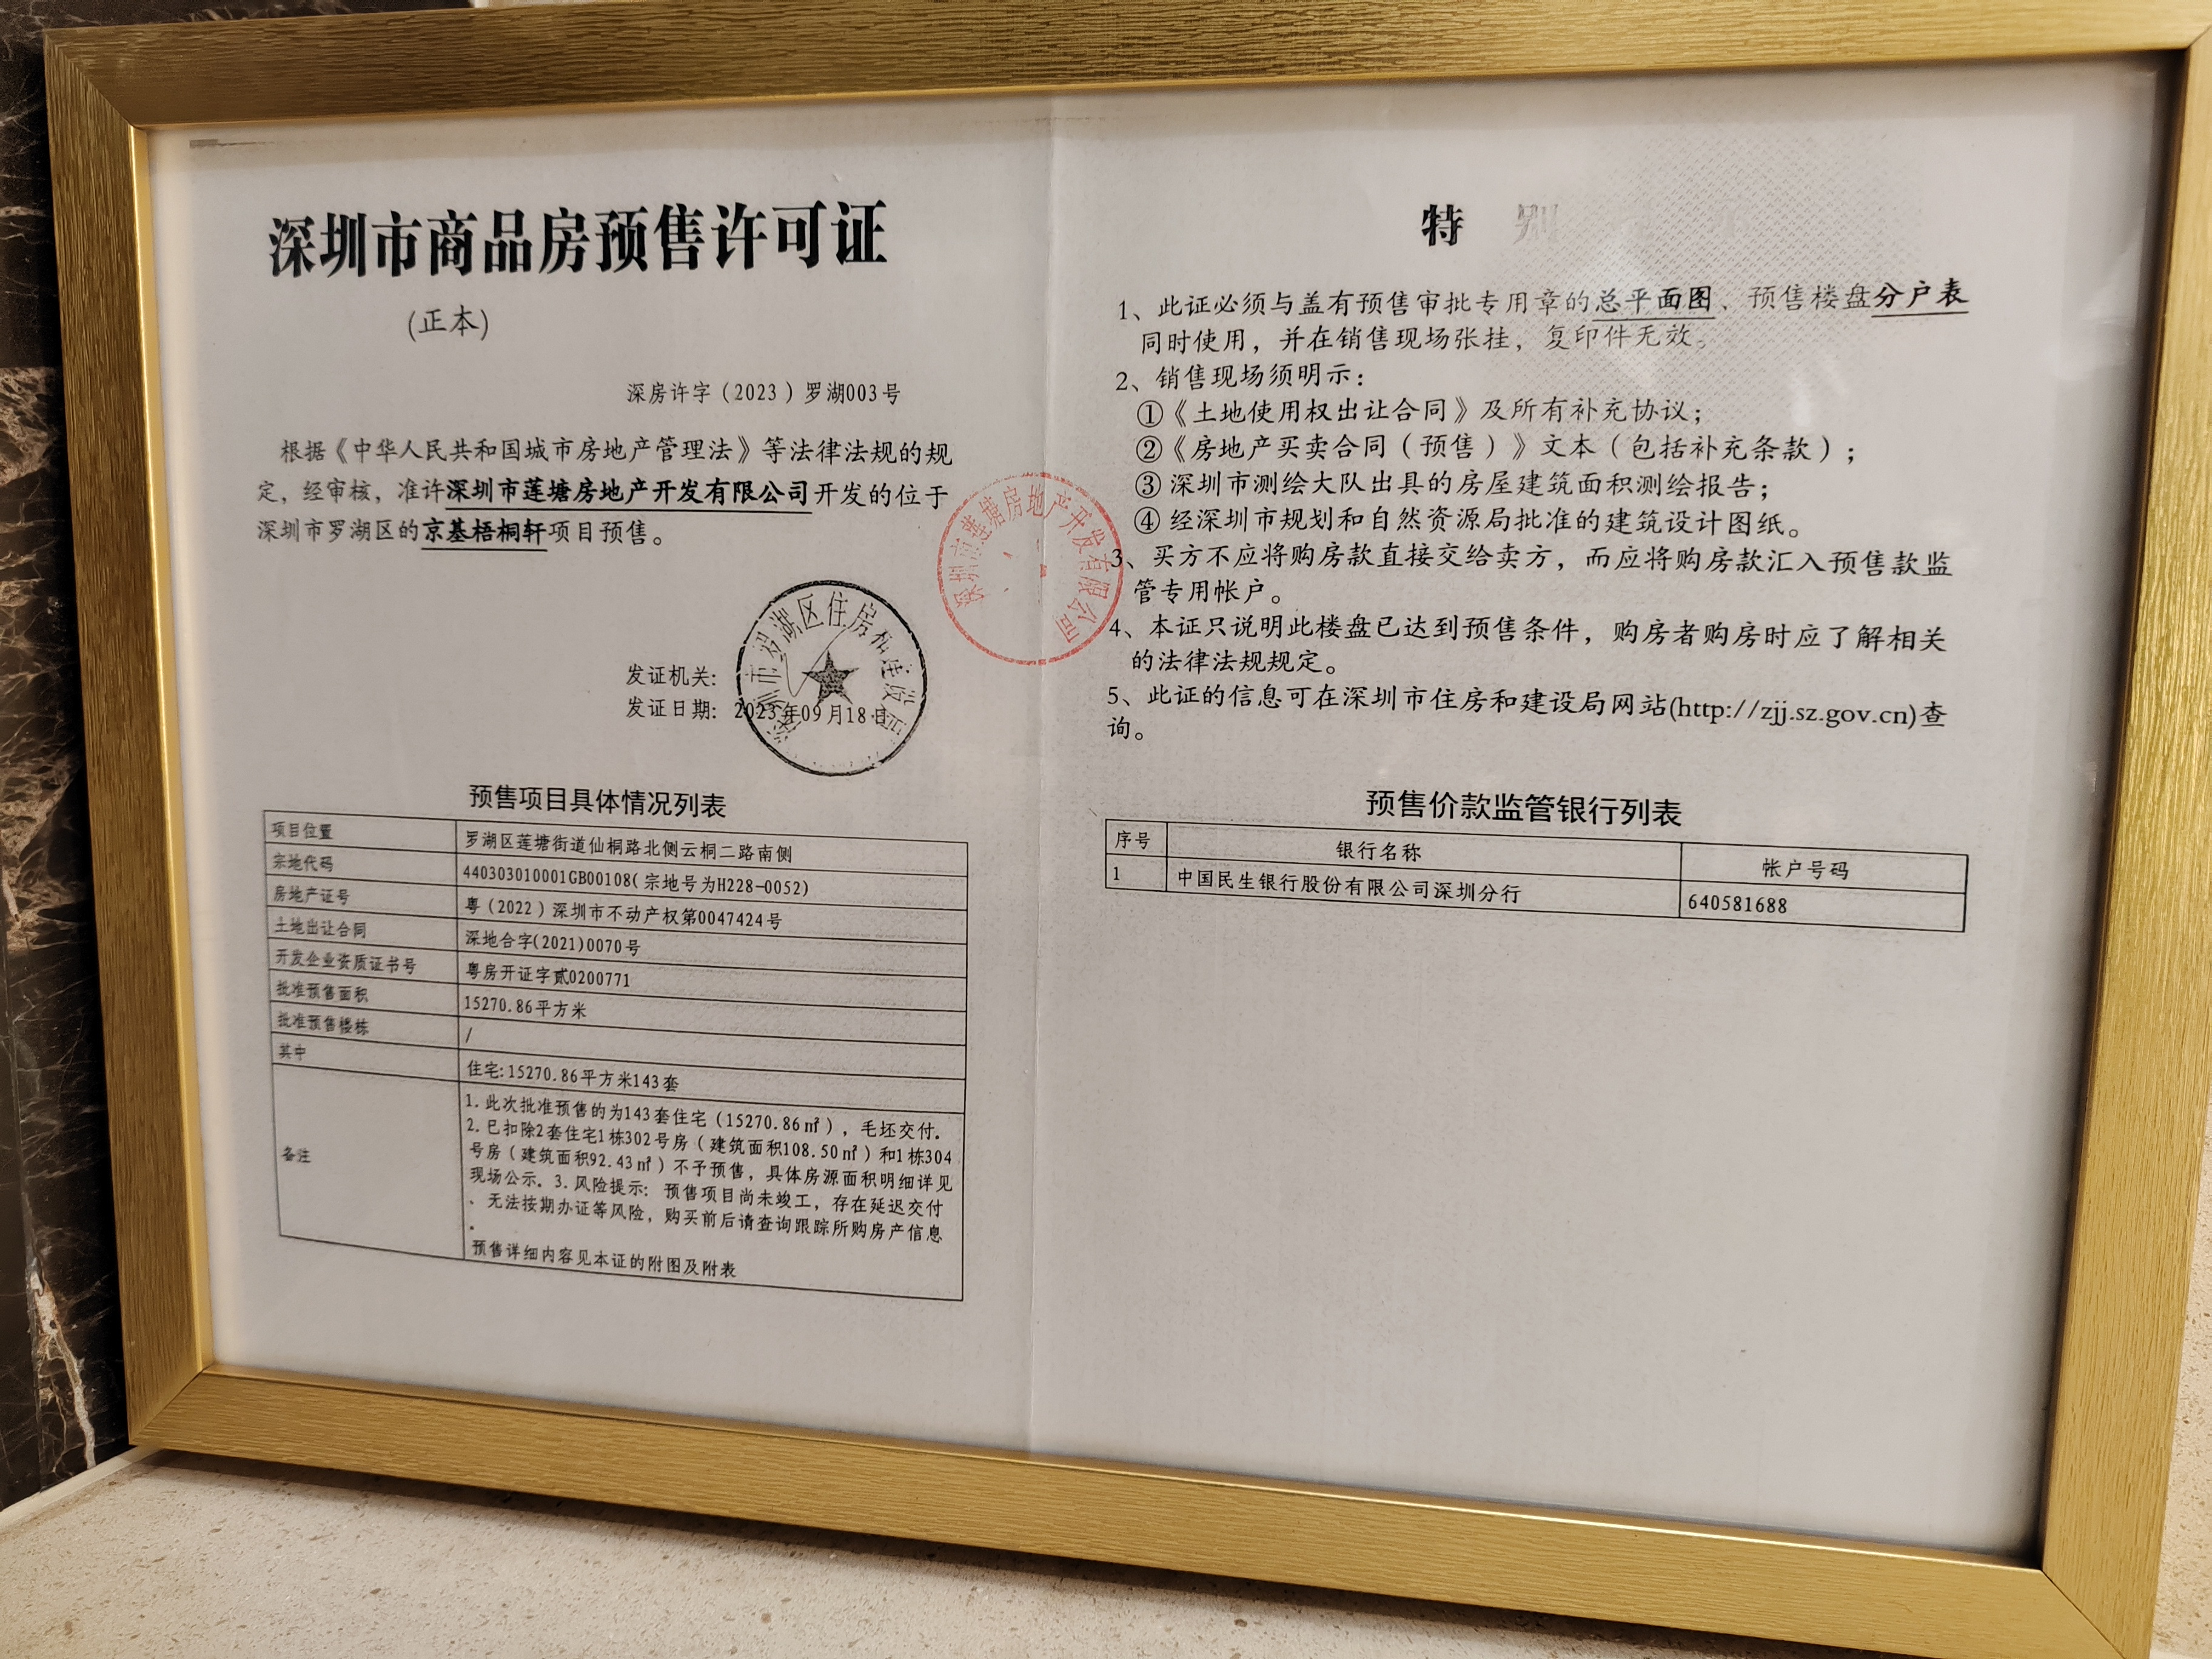 深圳市商品房预售许可证
(正本)
深房许字（2023）罗湖003号
根据《中华人民共和国城市房地产管理法》等法律法规的规
定，经审核，准许深圳市莲塘房地产开发有限公司开发的位于
深圳市罗湖区的京基梧桐轩项目预售。
深圳市罗湖区住房和建设局
发证机关：
发证日期: 2023年09月18日
预售项目具体情况列表
项目位置 罗湖区莲塘街道仙桐路北侧云桐二路南侧
宗地代码 440303010001GB00108(宗地号为H228-0052)
房地产证号 粤（2022）深圳市不动产权第0047424号
土地出让合同 深地合字(2021)0070号
开发企业资质证书号 粤房开证字贰0200771
批准预售面积 15270.86平方米
批准预售楼栋 /
其中 住宅:15270.86平方米143套
备注
1.此次批准预售的为143套住宅（15270.86㎡），毛坯交付.
2.已扣除2套住宅1栋302号房（建筑面积108.50㎡）和1栋304
号房（建筑面积92.43㎡）不予预售，具体房源面积明细详见
现场公示. 3.风险提示：预售项目尚未竣工，存在延迟交付
、无法按期办证等风险，购买前后请查询跟踪所购房产信息
.
预售详细内容见本证的附图及附表
深圳市莲塘房地产开发有限公司
特 别
1、此证必须与盖有预售审批专用章的总平面图、预售楼盘分户表
同时使用，并在销售现场张挂，复印件无效。
2、销售现场须明示：
①《土地使用权出让合同》及所有补充协议；
②《房地产买卖合同（预售）》文本（包括补充条款）；
③ 深圳市测绘大队出具的房屋建筑面积测绘报告；
④ 经深圳市规划和自然资源局批准的建筑设计图纸。
3、买方不应将购房款直接交给卖方，而应将购房款汇入预售款监
管专用帐户。
4、本证只说明此楼盘已达到预售条件，购房者购房时应了解相关
的法律法规规定。
5、此证的信息可在深圳市住房和建设局网站(http://zjj.sz.gov.cn)查
询。
预售价款监管银行列表
序号 银行名称 帐户号码
1 中国民生银行股份有限公司深圳分行 640581688